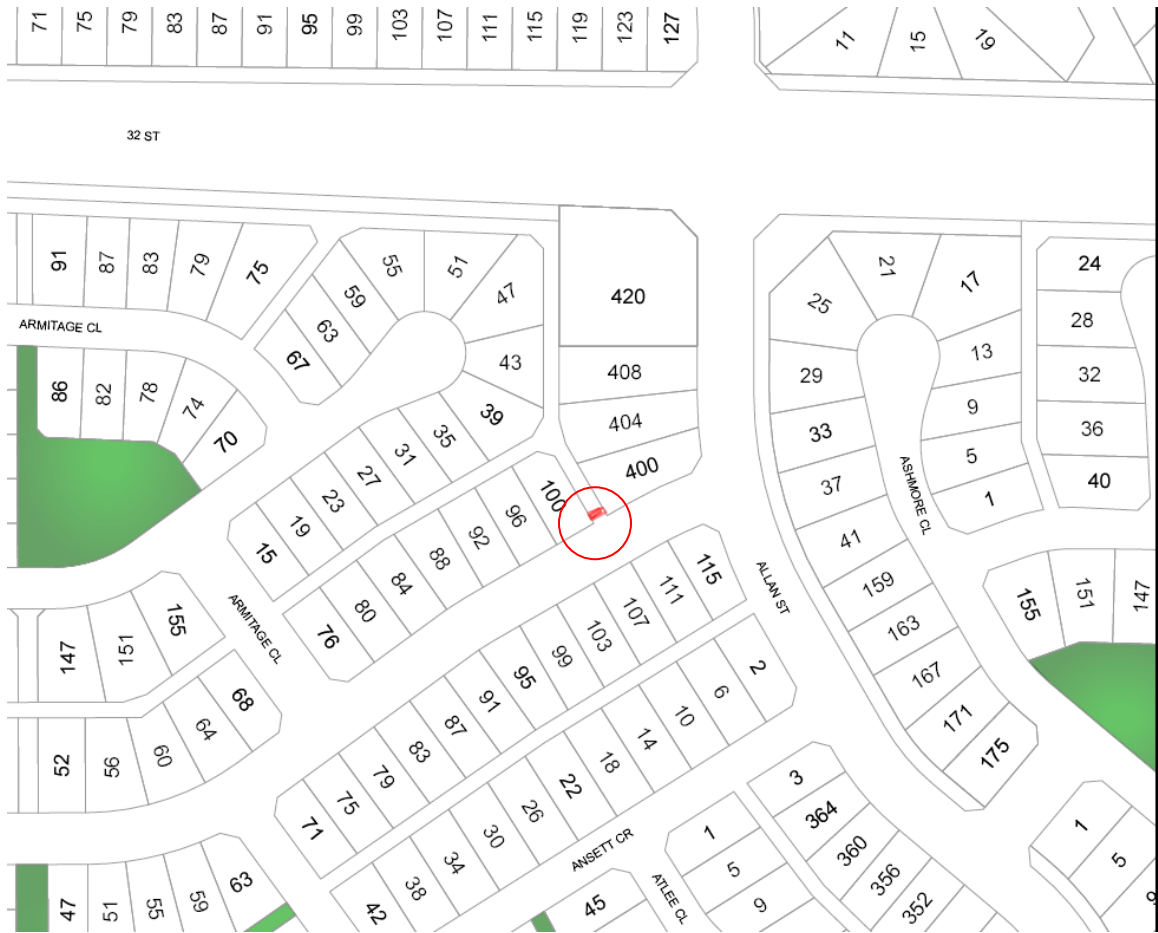 71 75 79 83 87 91 95 99 103 107 111 115 119 123 127 11 15 19
32 ST
91 87 83 79 75 59 55 51 47 420 25 21 17 24
ARMITAGE CL
67 63 43 408 29 13 28
86 82 78 74 70 39 404 33 9 32
15 19 23 27 31 35 400 37 5 36
1 40
ASHMORE CL
76 80 84 88 92 96 100 41
ARMITAGE CL
147 151 155 115 159 155 151 147
ALLAN ST
71 75 79 83 87 91 95 99 103 107 111 163
68 2 167
52 56 60 64 6 171
42 38 34 30 26 22 18 14 10 175
ANSETT CR
3
364
360
356
352
1
5
9
ATLEE CL
47 51 55 59 63 45
1
5